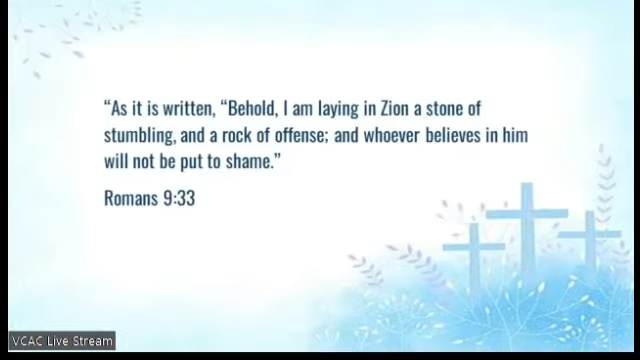 “As it is written, “Behold, I am laying in Zion a stone of
stumbling, and a rock of offense; and whoever believes in him
will not be put to shame.”
Romans 9:33
VCAC Live Stream